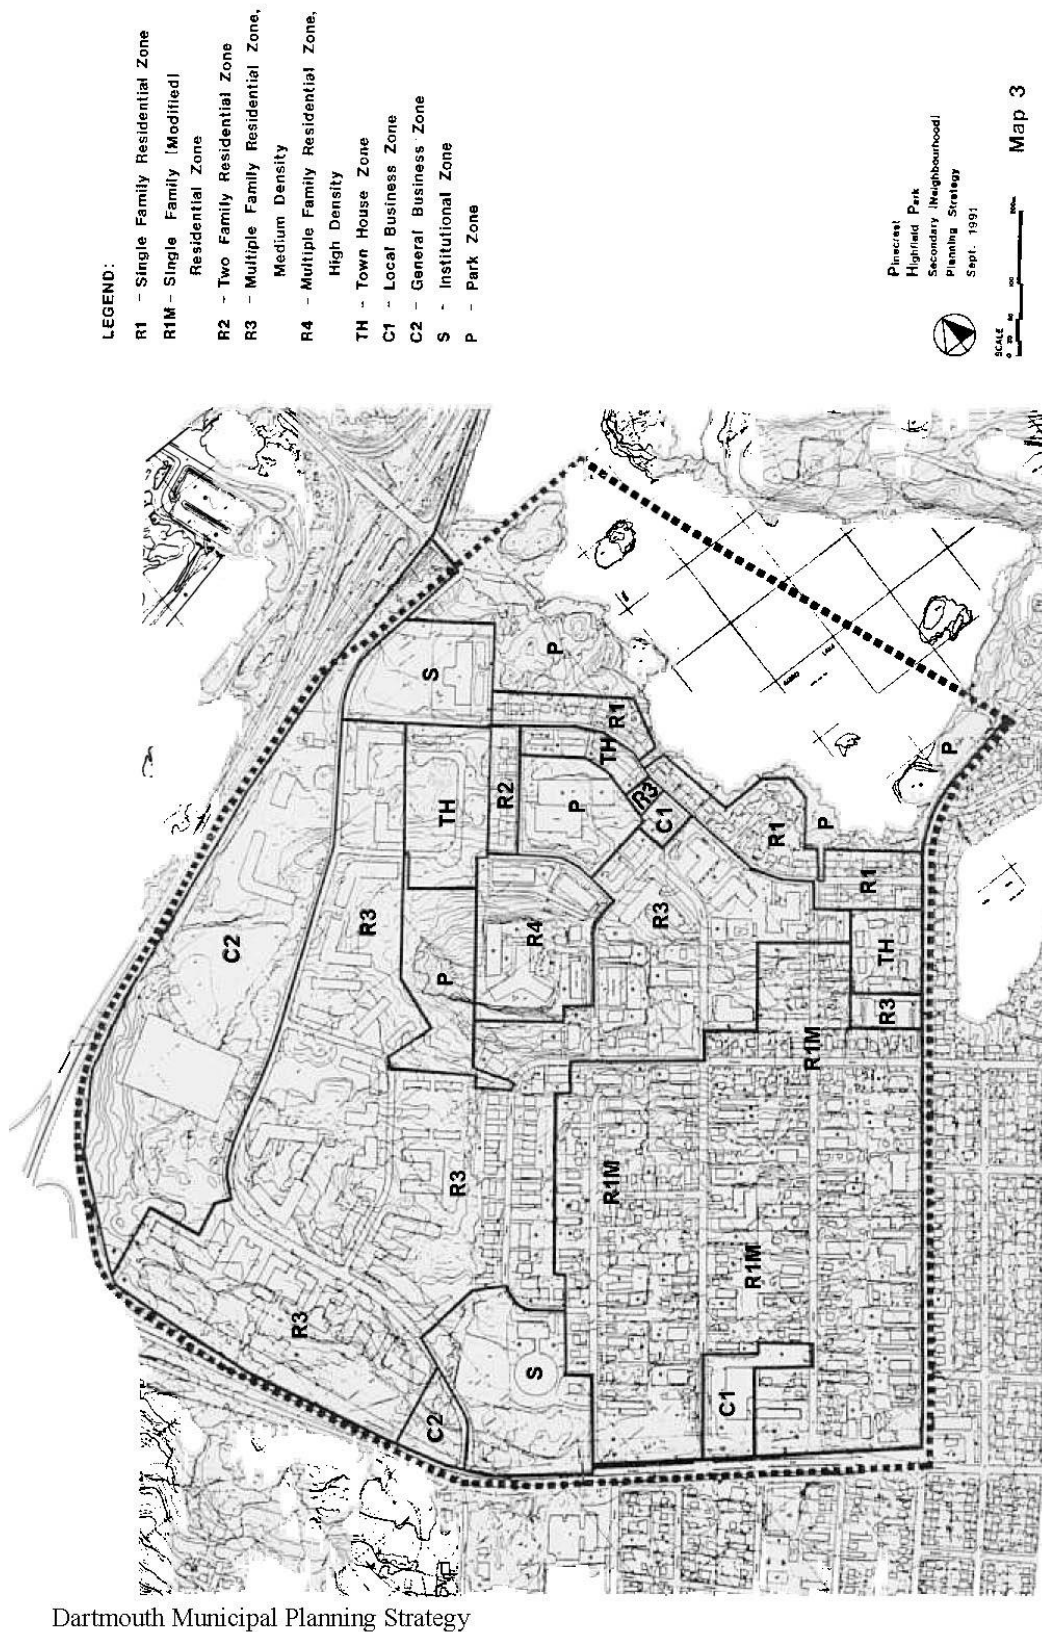 LEGEND:
R1 - Single Family Residential Zone
R1M - Single Family [Modified]
Residential Zone
R2 - Two Family Residential Zone
R3 - Multiple Family Residential Zone,
Medium Density
R4 - Multiple Family Residential Zone,
High Density
TH - Town House Zone
C1 - Local Business Zone
C2 - General Business Zone
S - Institutional Zone
P - Park Zone
Pinecrest
Highfield Park
Secondary [Neighbourhood]
Planning Strategy
Sept. 1991
SCALE
0
Map 3
R3
C2
C2
S
R3
R3
P
TH
S
R4
R2
P
P
TH
R1
R3
C1
R3
R1M
R1M
C1
R1M
R1
P
R1
TH
R3
P
Dartmouth Municipal Planning Strategy